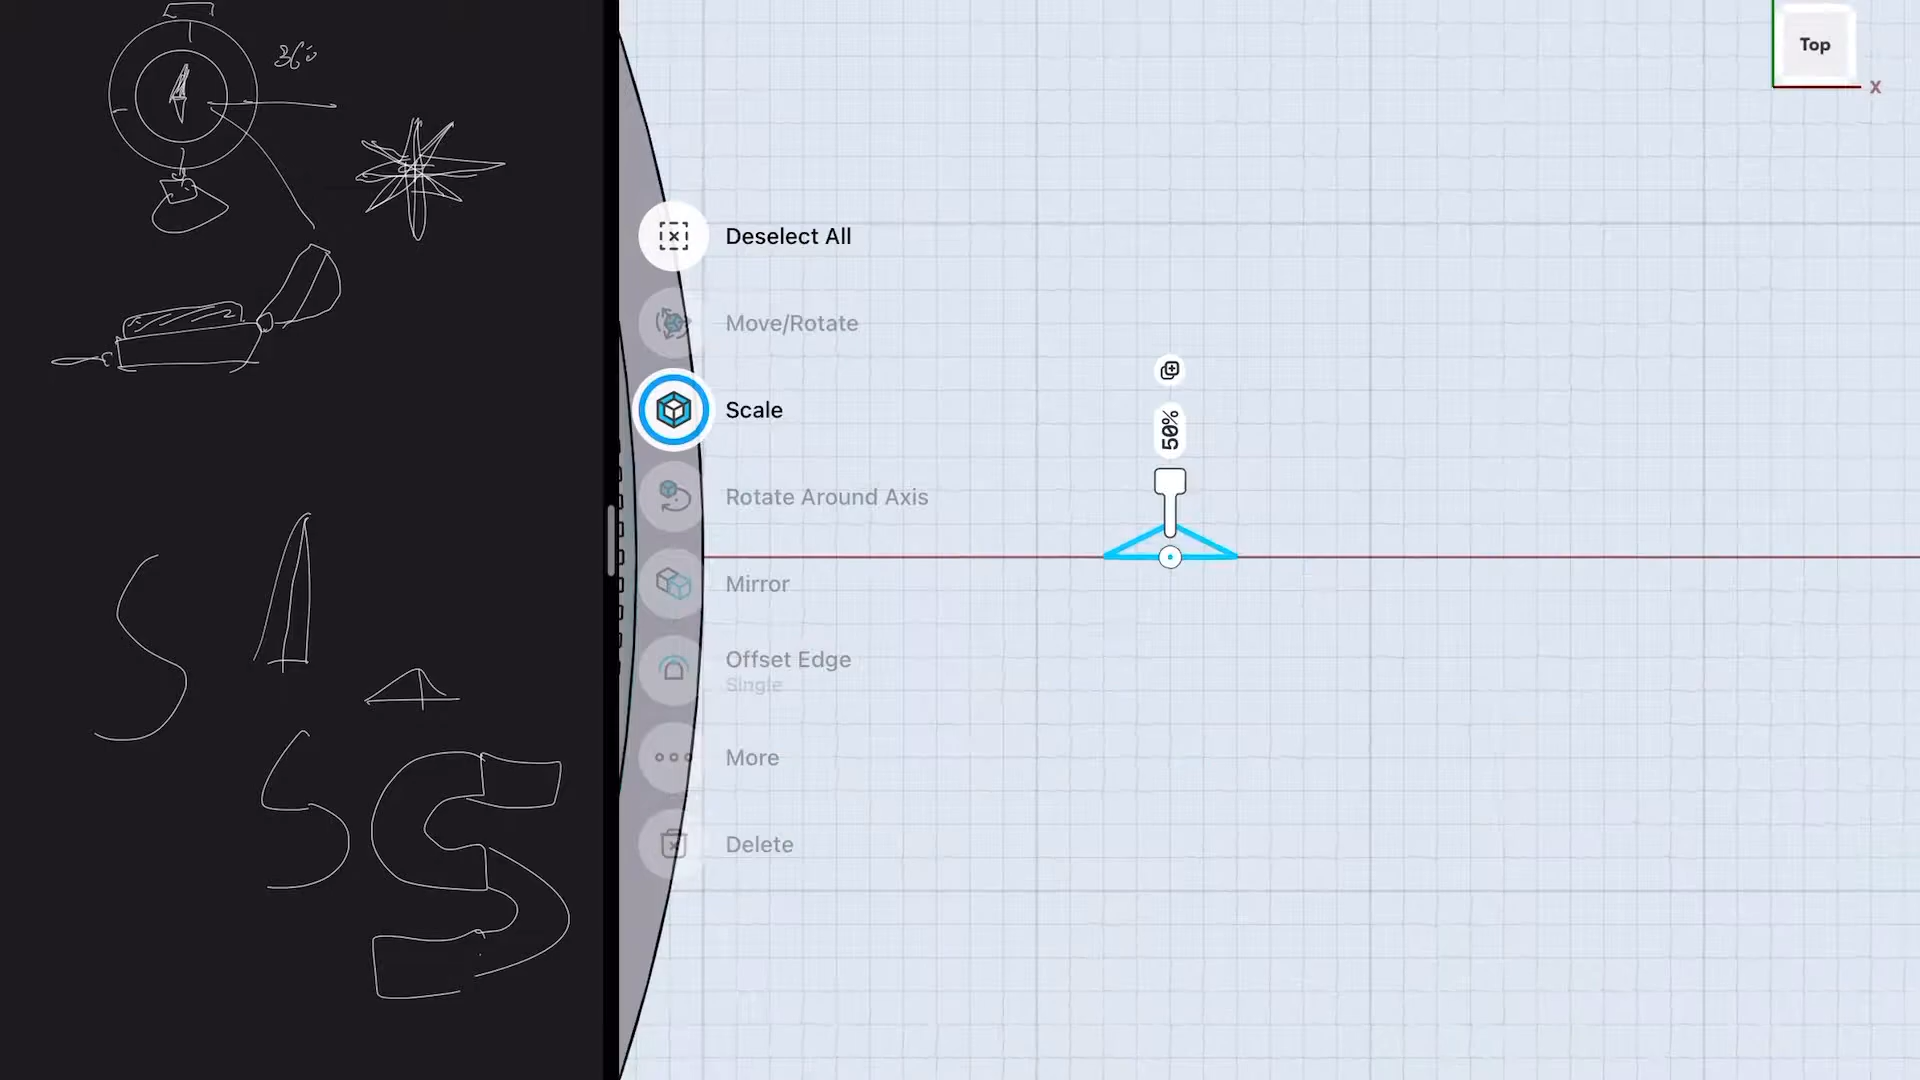 360
Top
X
Deselect All
Move/Rotate
Scale
50%
Rotate Around Axis
Mirror
Offset Edge
Single
More
Delete
S
S
S